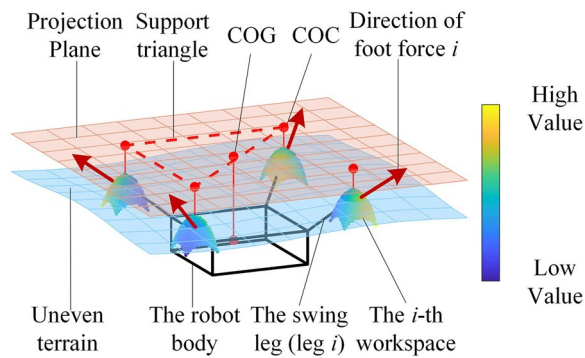 Projection
Plane
Support
triangle
COG
COC
Direction of
foot force i
High
Value
Low
Value
Uneven
terrain
The robot
body
The swing
leg (leg i)
The i-th
workspace